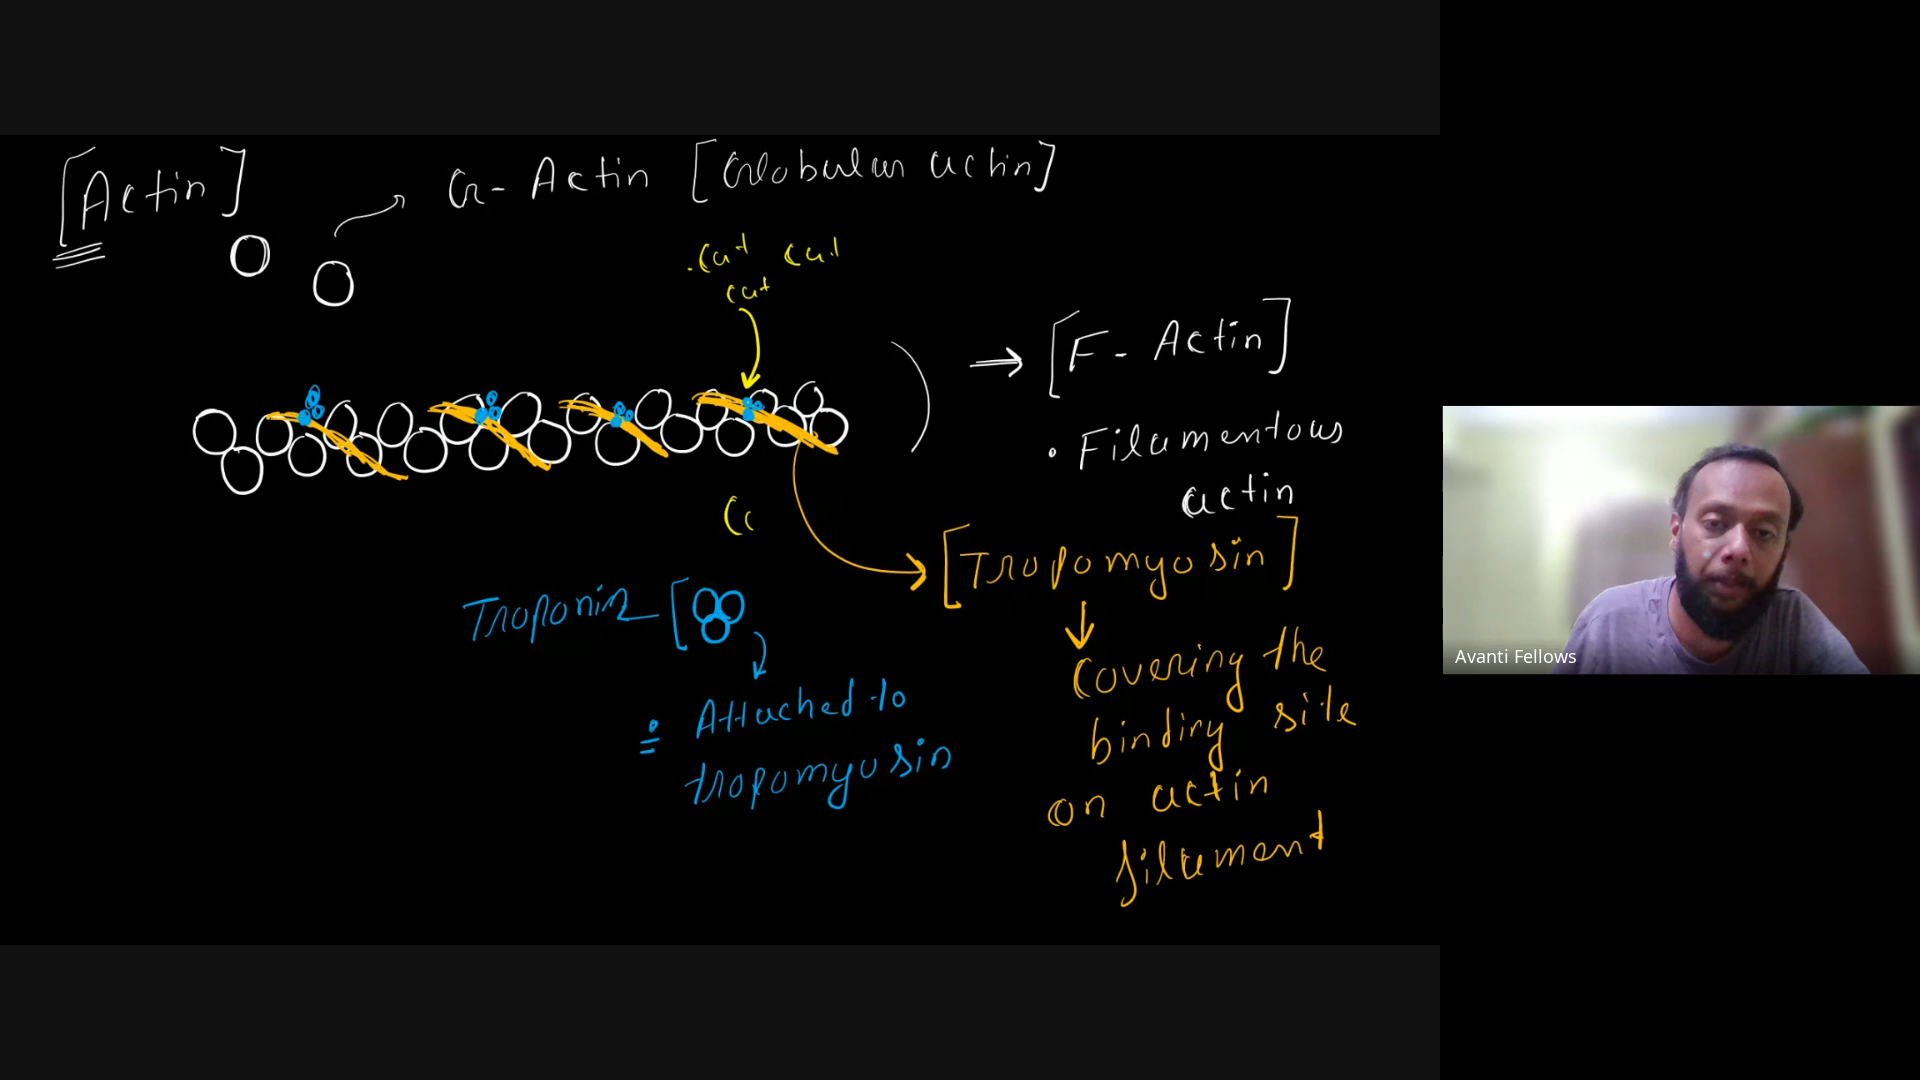 [Actin]
G-Actin [Globular actin]
.Ca+ Ca+
Ca+
⇒ [F- Actin]
. Filamentous
actin
[Tropomyosin]
Covering the
binding site
on actin
filament
Troponin [
Attached to
tropomyosin
Avanti Fellows